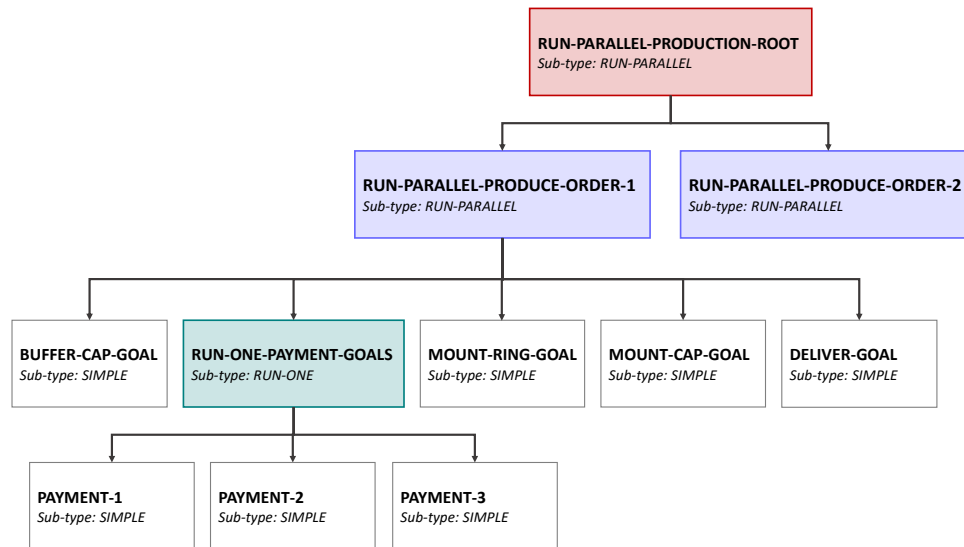 RUN-PARALLEL-PRODUCTION-ROOT
Sub-type: RUN-PARALLEL
RUN-PARALLEL-PRODUCE-ORDER-1
Sub-type: RUN-PARALLEL
RUN-PARALLEL-PRODUCE-ORDER-2
Sub-type: RUN-PARALLEL
BUFFER-CAP-GOAL
Sub-type: SIMPLE
RUN-ONE-PAYMENT-GOALS
Sub-type: RUN-ONE
MOUNT-RING-GOAL
Sub-type: SIMPLE
MOUNT-CAP-GOAL
Sub-type: SIMPLE
DELIVER-GOAL
Sub-type: SIMPLE
PAYMENT-1
Sub-type: SIMPLE
PAYMENT-2
Sub-type: SIMPLE
PAYMENT-3
Sub-type: SIMPLE